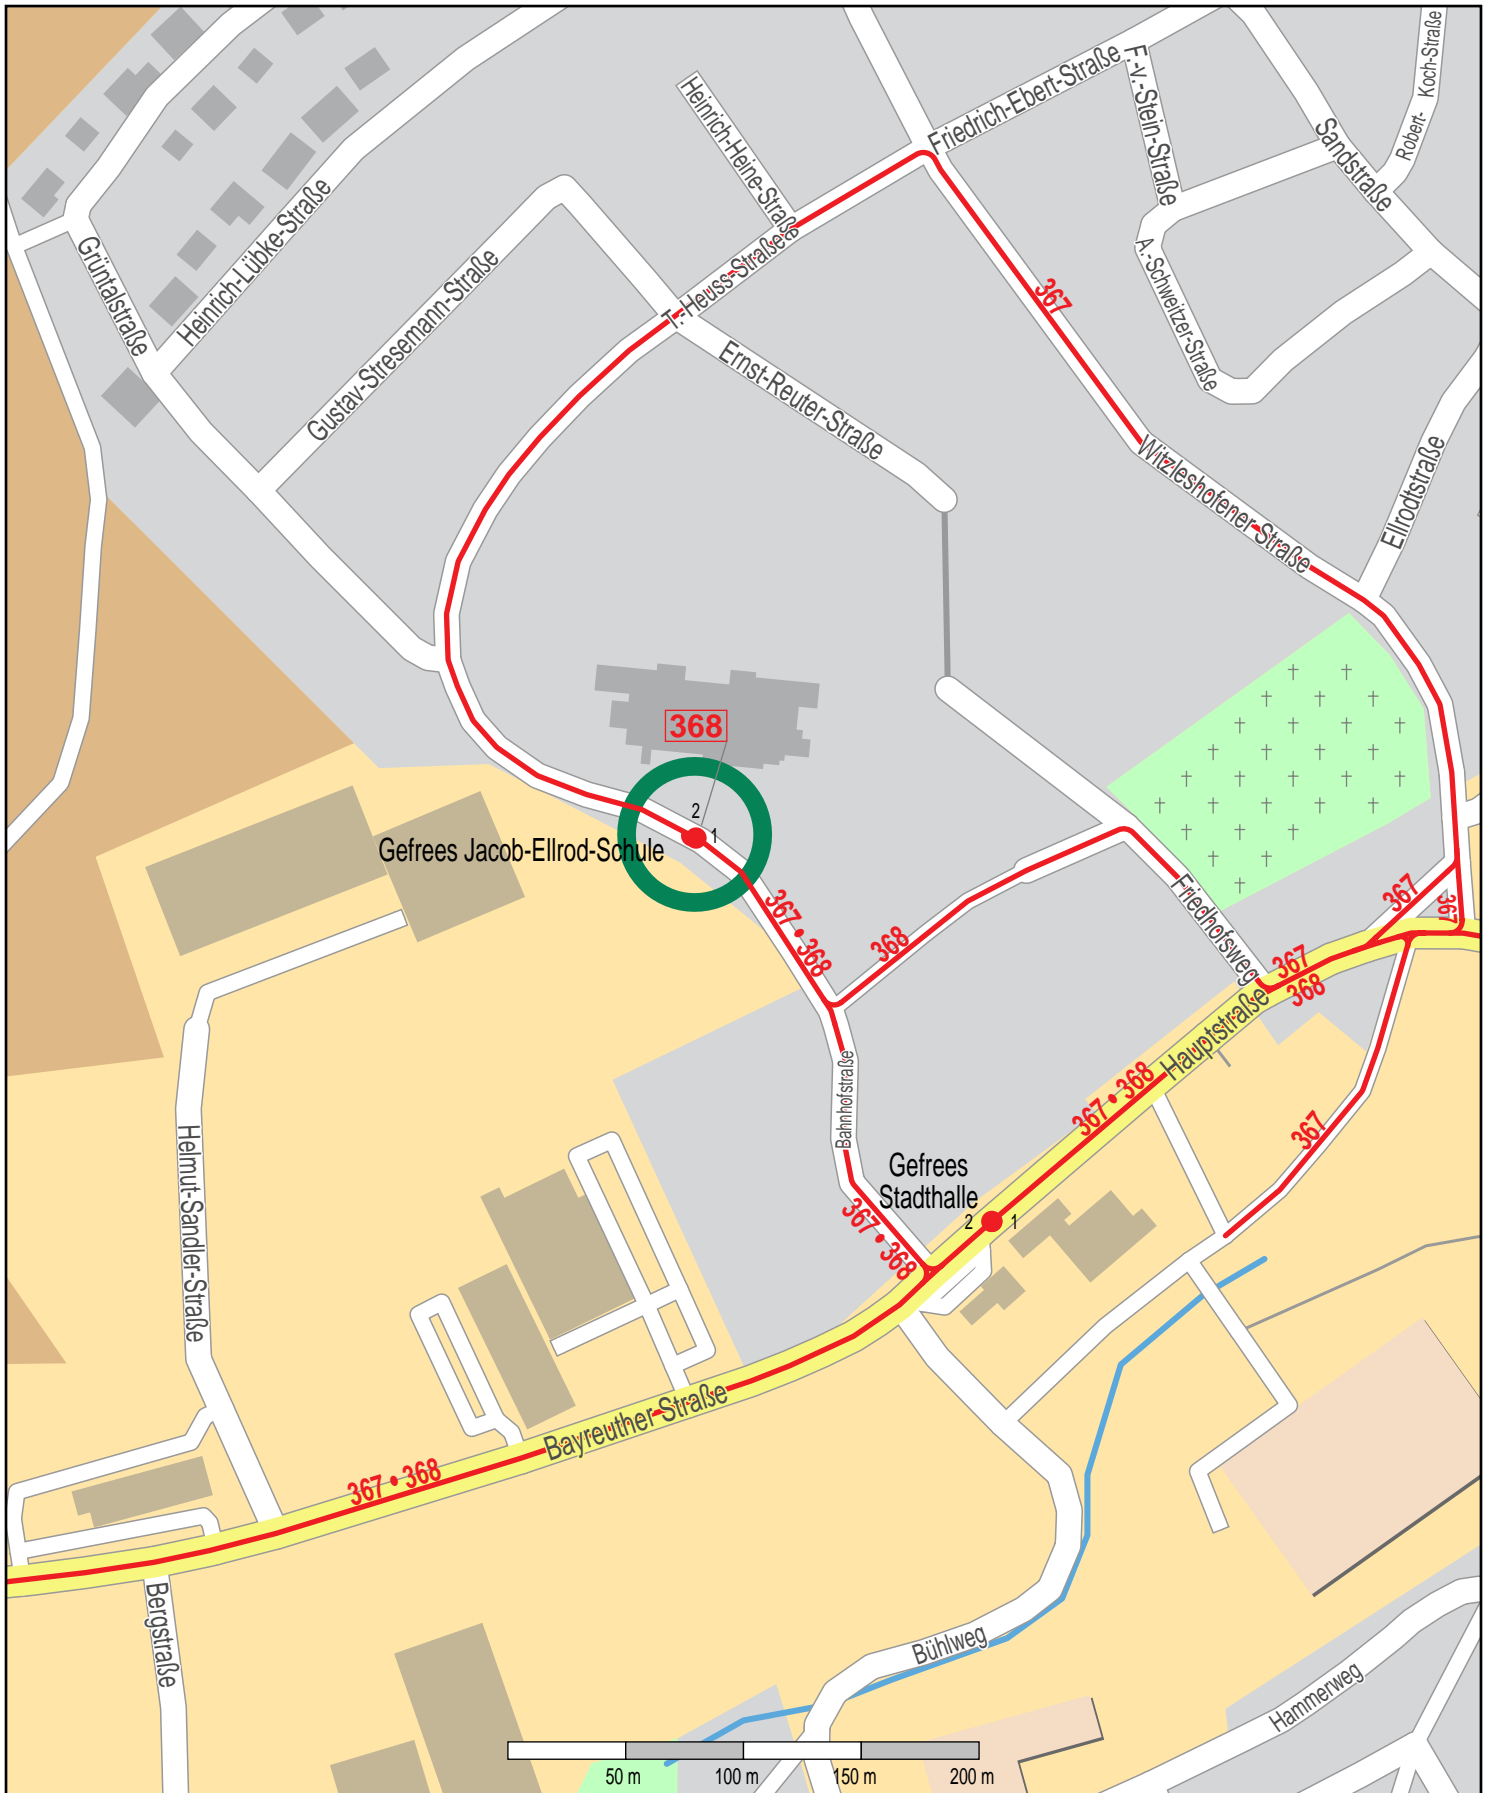 Koch-Straße
Robert-
Friedrich-Ebert-Straße
F.-v.-Stein-Straße
Heinrich-Heine-Straße
Sandstraße
Heinrich-Lübke-Straße
Grüntalstraße
Gustav-Stresemann-Straße
T.-Heuss-Straße
A.-Schweitzer-Straße
367
Ernst-Reuter-Straße
Witzleshofener Straße
Ellrodtstraße
368
2
1
Gefrees Jacob-Ellrod-Schule
367 • 368
368
Friedhofsweg
367
367
367
368
Hauptstraße
367 • 368
Bahnhofstraße
367
Gefrees
Stadthalle
2
1
367 • 368
Helmut-Sandler-Straße
Bayreuther Straße
367 • 368
Bergstraße
Bühlweg
Hammerweg
50 m
100 m
150 m
200 m